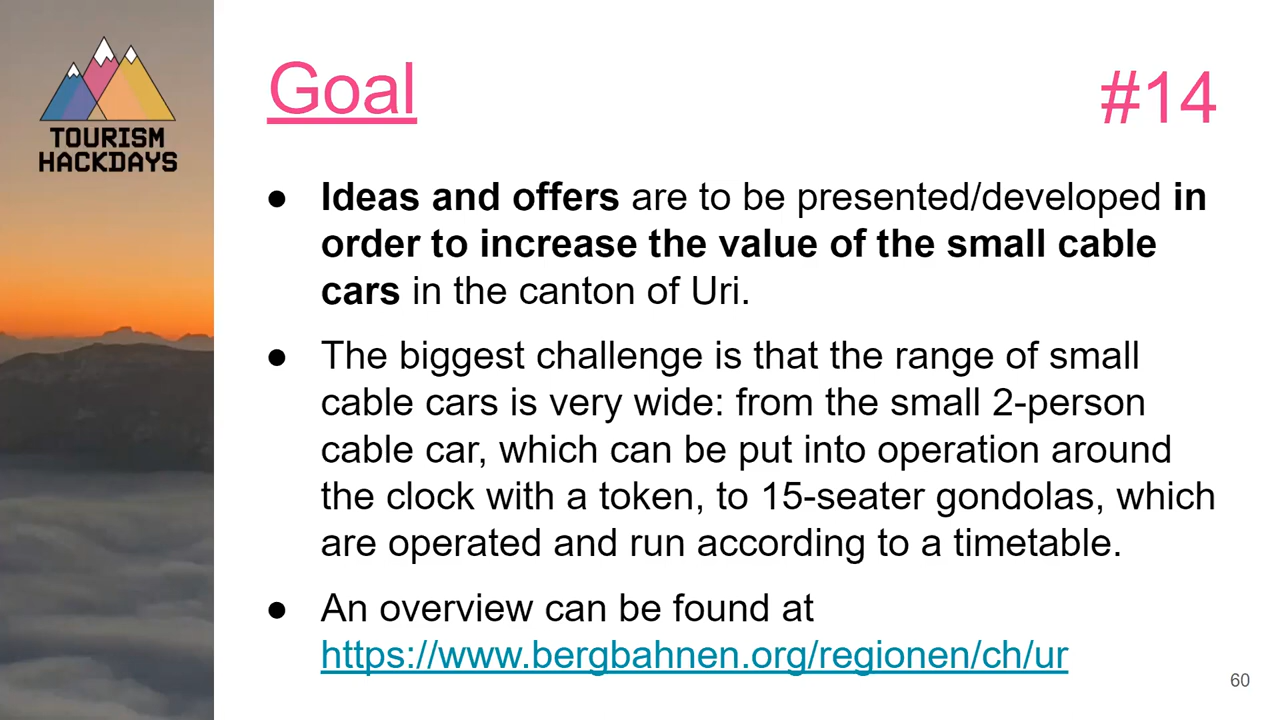 TOURISM
HACKDAYS
Goal
#14
● Ideas and offers are to be presented/developed in
order to increase the value of the small cable
cars in the canton of Uri.
● The biggest challenge is that the range of small
cable cars is very wide: from the small 2-person
cable car, which can be put into operation around
the clock with a token, to 15-seater gondolas, which
are operated and run according to a timetable.
● An overview can be found at
https://www.bergbahnen.org/regionen/ch/ur
60